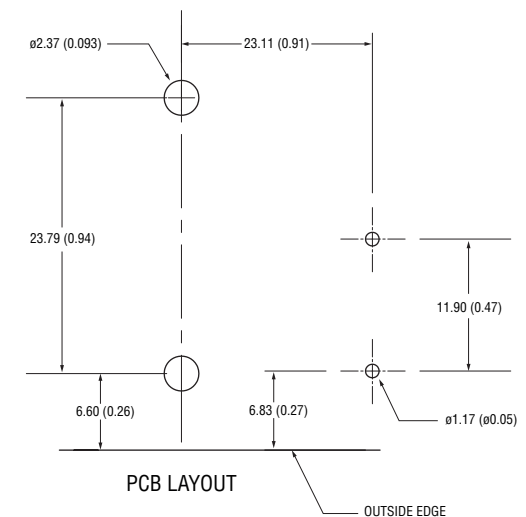 ø2.37 (0.093)
23.11 (0.91)
23.79 (0.94)
11.90 (0.47)
6.60 (0.26)
6.83 (0.27)
ø1.17 (ø0.05)
PCB LAYOUT
OUTSIDE EDGE